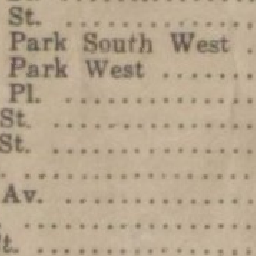 St. ..............
Park South West .
Park West .......
Pl. ..............
St. ..............
St. ..............
. ..............
Av. ..............
..............
t. ..............